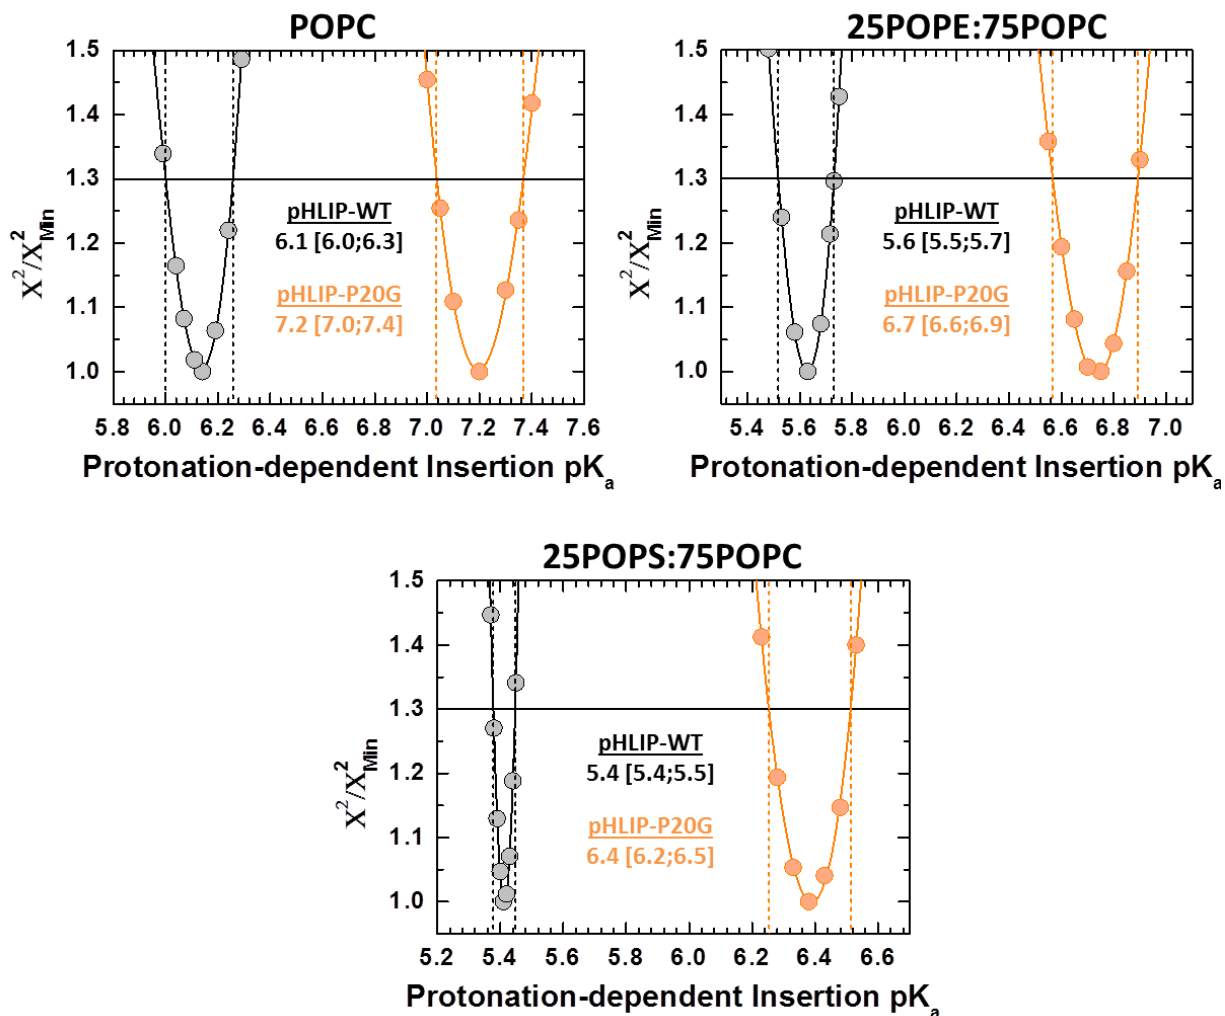 POPC
1.5
1.4
1.3
1.2
1.1
1.0
X²/X²Min
pHLIP-WT
6.1 [6.0;6.3]
pHLIP-P20G
7.2 [7.0;7.4]
5.8 6.0 6.2 6.4 6.6 6.8 7.0 7.2 7.4 7.6
Protonation-dependent Insertion pKa
25POPE:75POPC
1.5
1.4
1.3
1.2
1.1
1.0
X²/X²Min
pHLIP-WT
5.6 [5.5;5.7]
pHLIP-P20G
6.7 [6.6;6.9]
5.4 5.6 5.8 6.0 6.2 6.4 6.6 6.8 7.0
Protonation-dependent Insertion pKa
25POPS:75POPC
1.5
1.4
1.3
1.2
1.1
1.0
X²/X²Min
pHLIP-WT
5.4 [5.4;5.5]
pHLIP-P20G
6.4 [6.2;6.5]
5.2 5.4 5.6 5.8 6.0 6.2 6.4 6.6
Protonation-dependent Insertion pKa